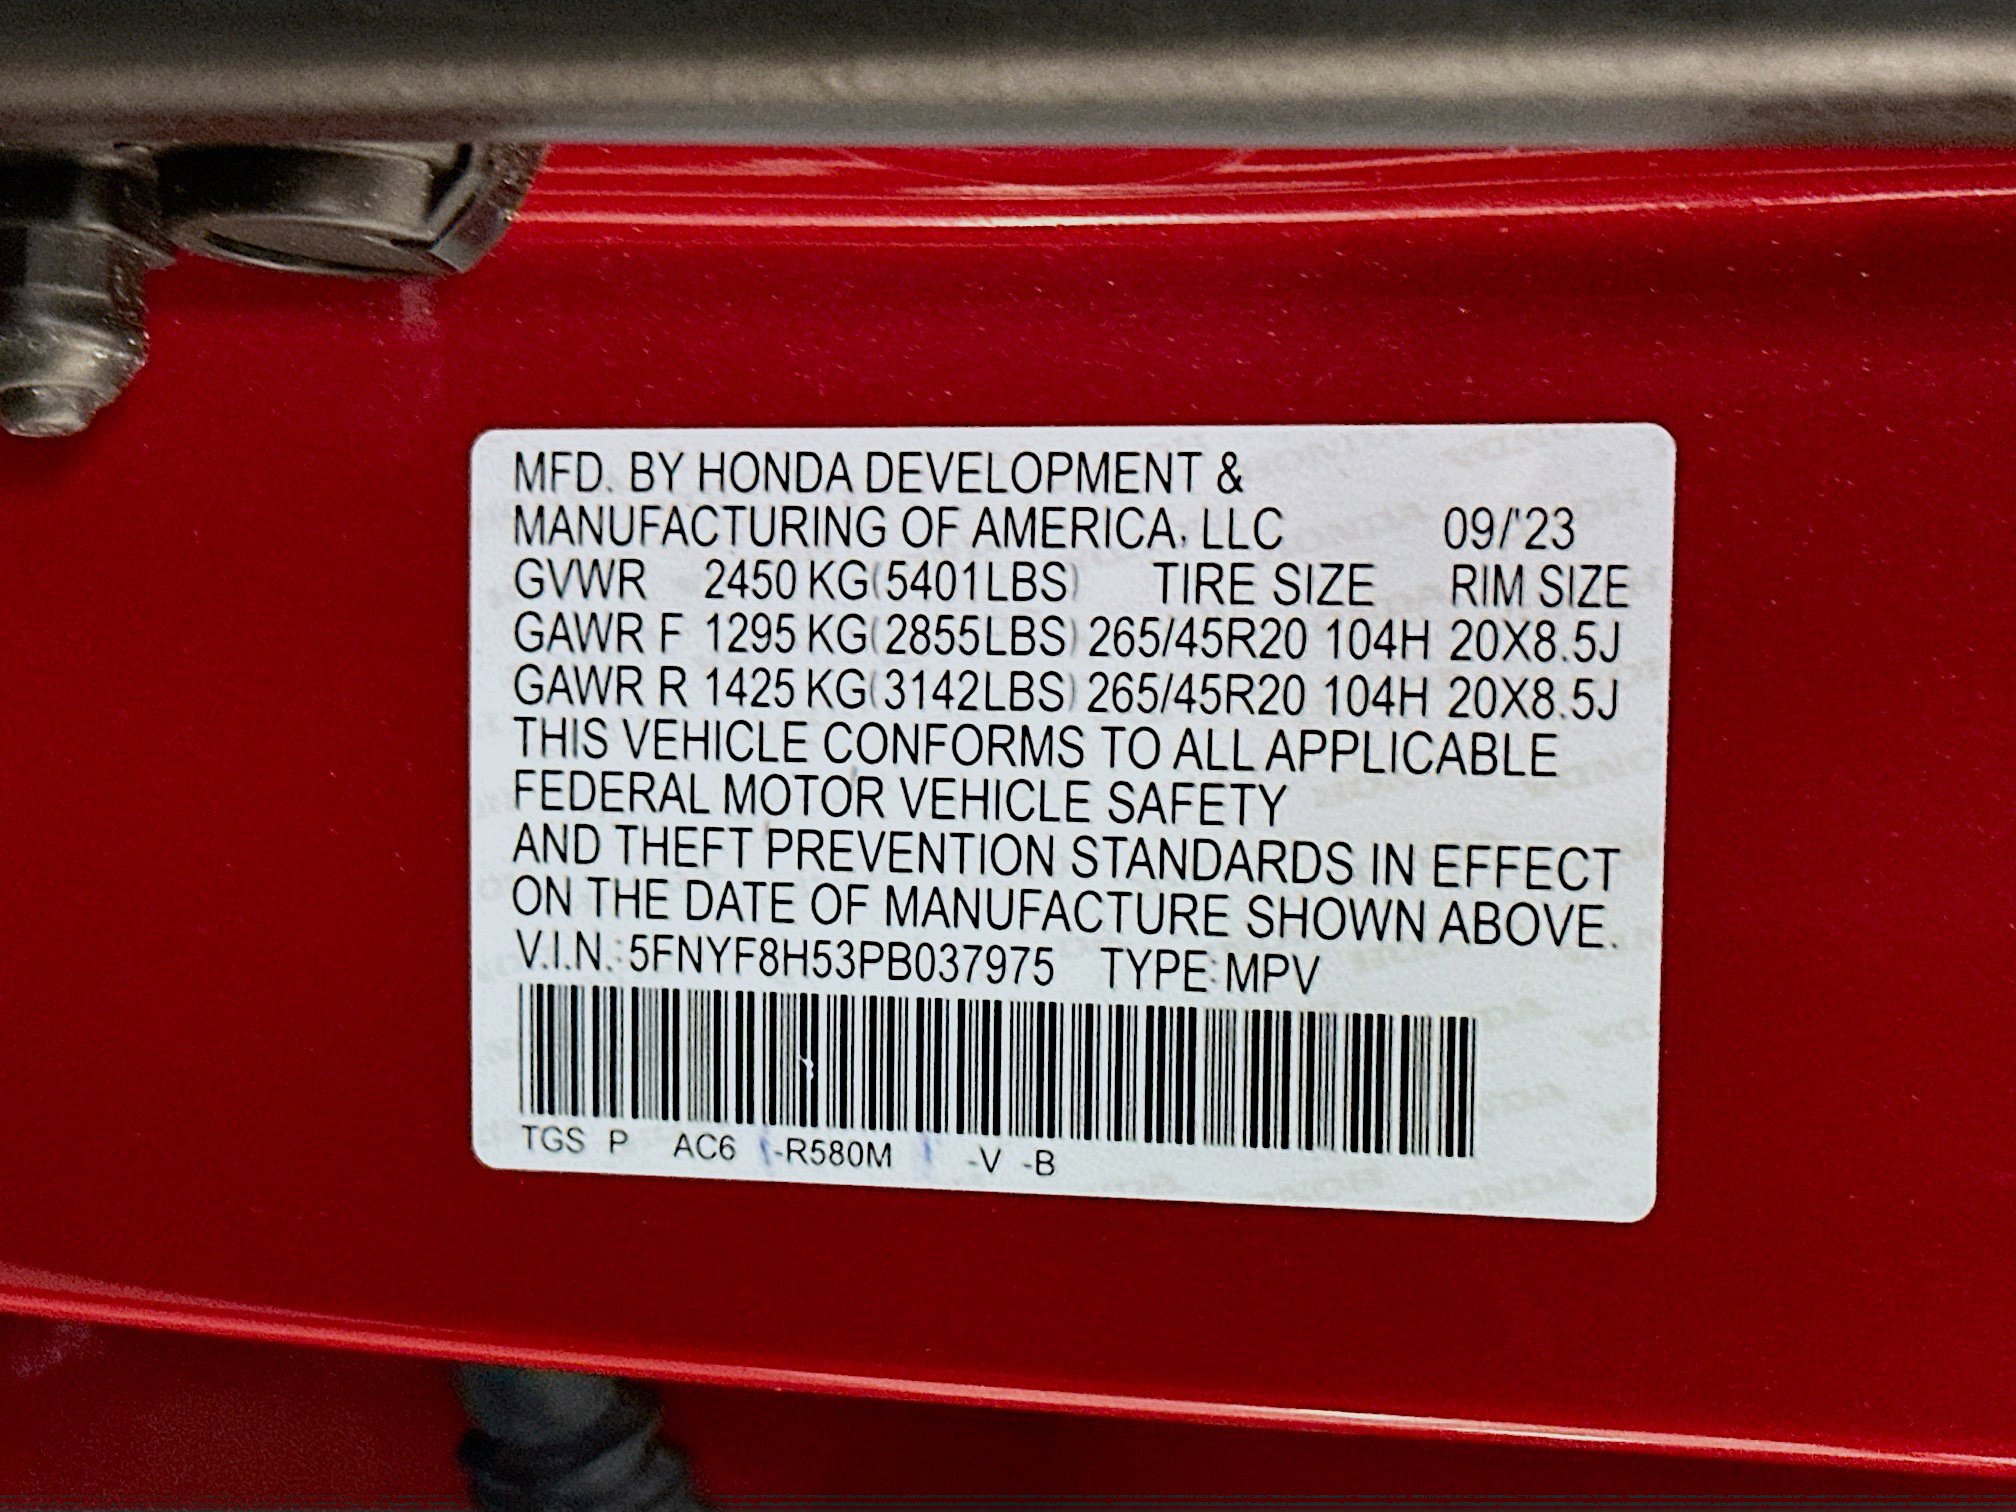 MFD. BY HONDA DEVELOPMENT &
MANUFACTURING OF AMERICA, LLC 09/'23
GVWR 2450 KG(5401LBS) TIRE SIZE RIM SIZE
GAWR F 1295 KG(2855LBS) 265/45R20 104H 20X8.5J
GAWR R 1425 KG(3142LBS) 265/45R20 104H 20X8.5J
THIS VEHICLE CONFORMS TO ALL APPLICABLE
FEDERAL MOTOR VEHICLE SAFETY
AND THEFT PREVENTION STANDARDS IN EFFECT
ON THE DATE OF MANUFACTURE SHOWN ABOVE.
V.I.N.: 5FNYF8H53PB037975 TYPE: MPV
TGS P AC6 -R580M -V -B